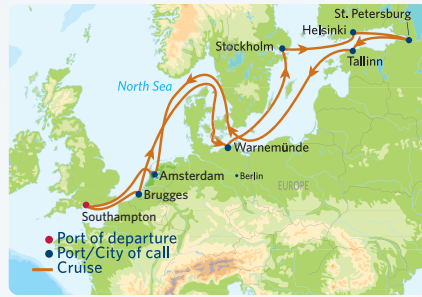 St. Petersburg
Helsinki
Stockholm
Tallinn
North Sea
Warnemünde
Amsterdam
Berlin
EUROPE
Brugges
Southampton
Port of departure
Port/City of call
Cruise